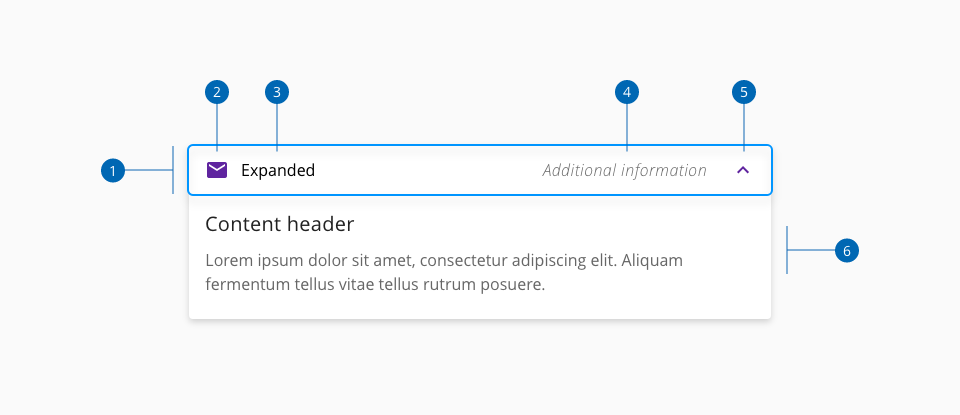 2 3 4 5
1 Expanded Additional information
Content header
6
Lorem ipsum dolor sit amet, consectetur adipiscing elit. Aliquam
fermentum tellus vitae tellus rutrum posuere.